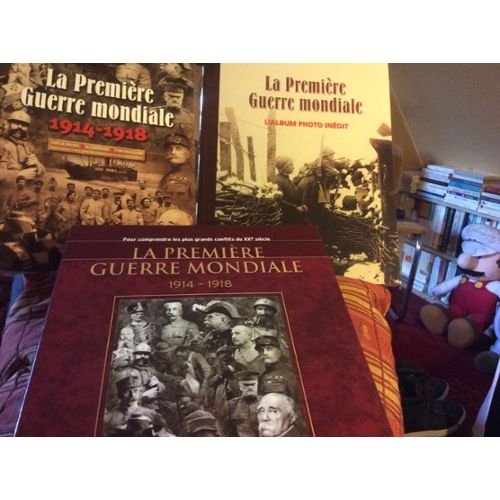 La Première
Guerre mondiale
1914-1918
La Première
Guerre mondiale
L'ALBUM PHOTO INÉDIT
Pour comprendre les plus grands conflits du XXe siècle
LA PREMIÈRE
GUERRE MONDIALE
1914 - 1918